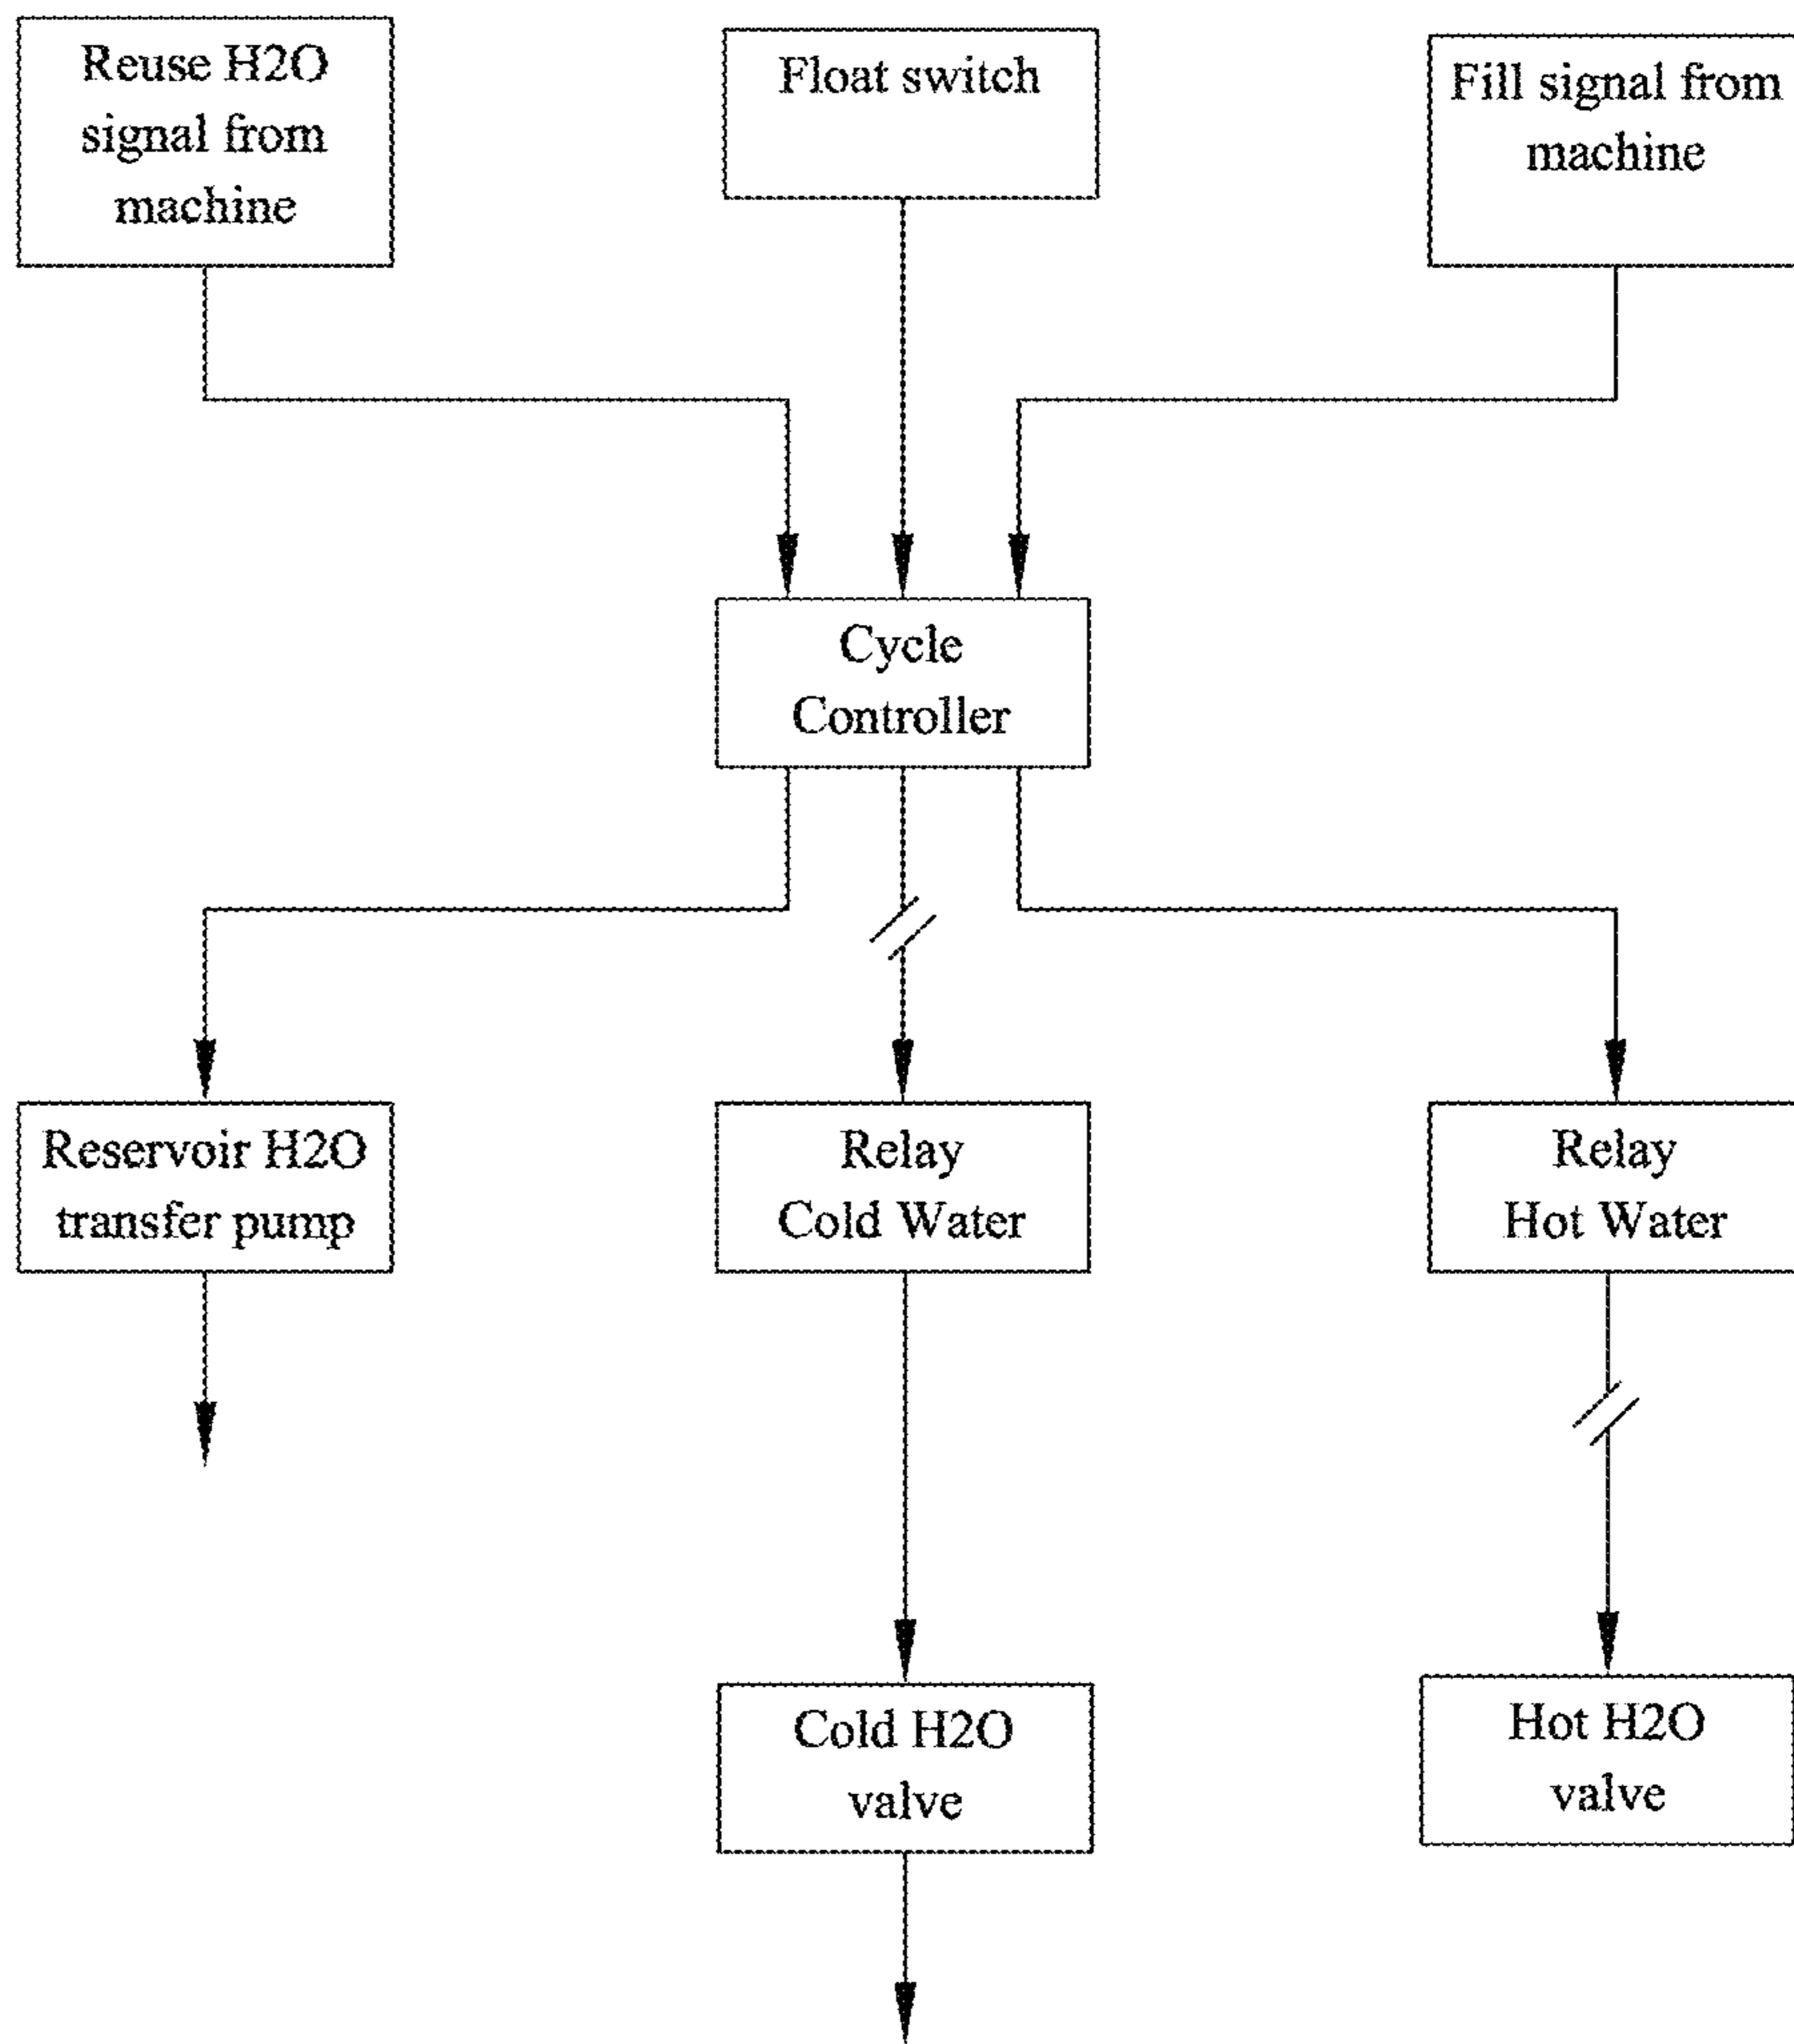 Reuse H2O
signal from
machine
Float switch
Fill signal from
machine
Cycle
Controller
Reservoir H2O
transfer pump
Relay
Cold Water
Relay
Hot Water
Cold H2O
valve
Hot H2O
valve